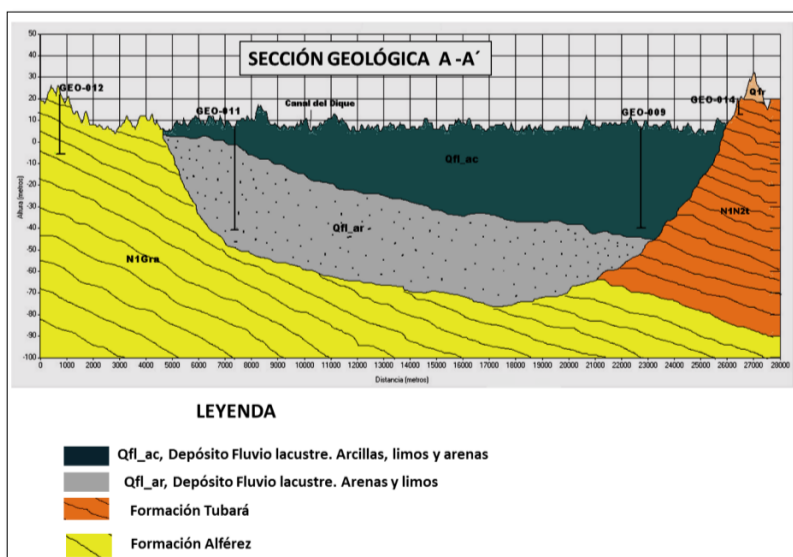 SECCIÓN GEOLÓGICA A -A´
50
40
30
20
10
0
-10
-20
-30
-40
-50
-60
-70
-80
-90
-100
Altura (metros)
GEO-012
GEO-011
Canal del Dique
GEO-009
GEO-014
Q1r
Qfl_ac
Qfl_ar
N1Gra
N1N2t
0 1000 2000 3000 4000 5000 6000 7000 8000 9000 10000 11000 12000 13000 14000 15000 16000 17000 18000 19000 20000 21000 22000 23000 24000 25000 26000 27000 28000
Distancia (metros)
LEYENDA
Qfl_ac, Depósito Fluvio lacustre. Arcillas, limos y arenas
Qfl_ar, Depósito Fluvio lacustre. Arenas y limos
Formación Tubará
Formación Alférez